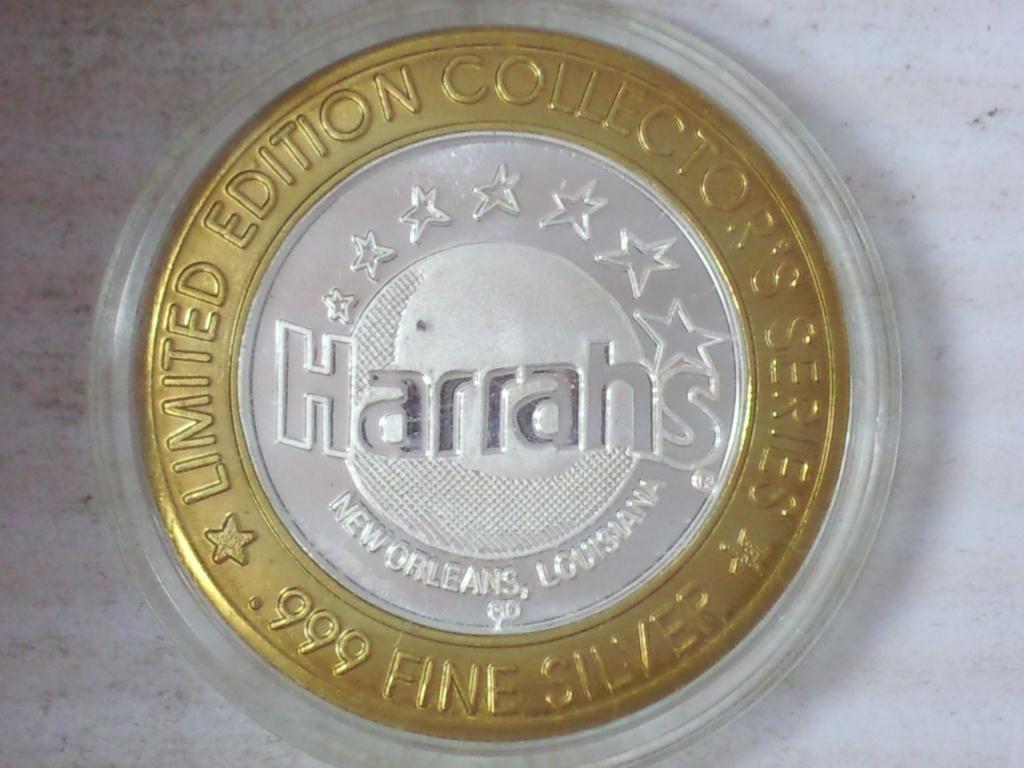 LIMITED EDITION COLLECTOR'S SERIES
Harrah's
NEW ORLEANS, LOUISIANA
.999 FINE SILVER